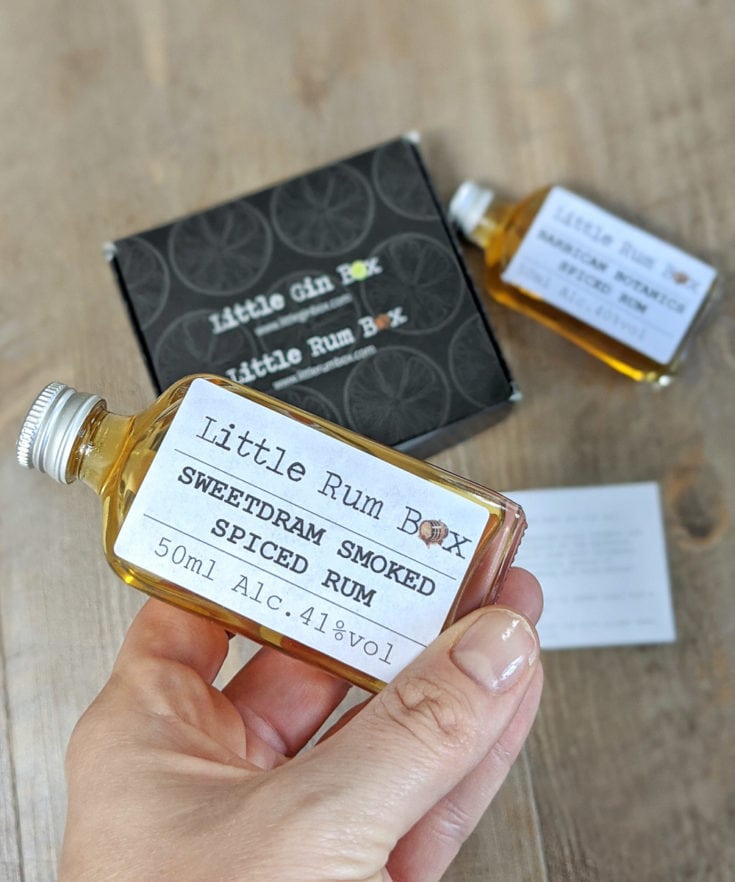 Little Gin Box
www.littleginbox.com
Little Rum Box
www.littlerumbox.com
Little Rum Box
BARBICAN BOTANICS
SPICED RUM
50ml Alc.40%vol
Little Rum Box
SWEETDRAM SMOKED
SPICED RUM
50ml Alc.41%vol